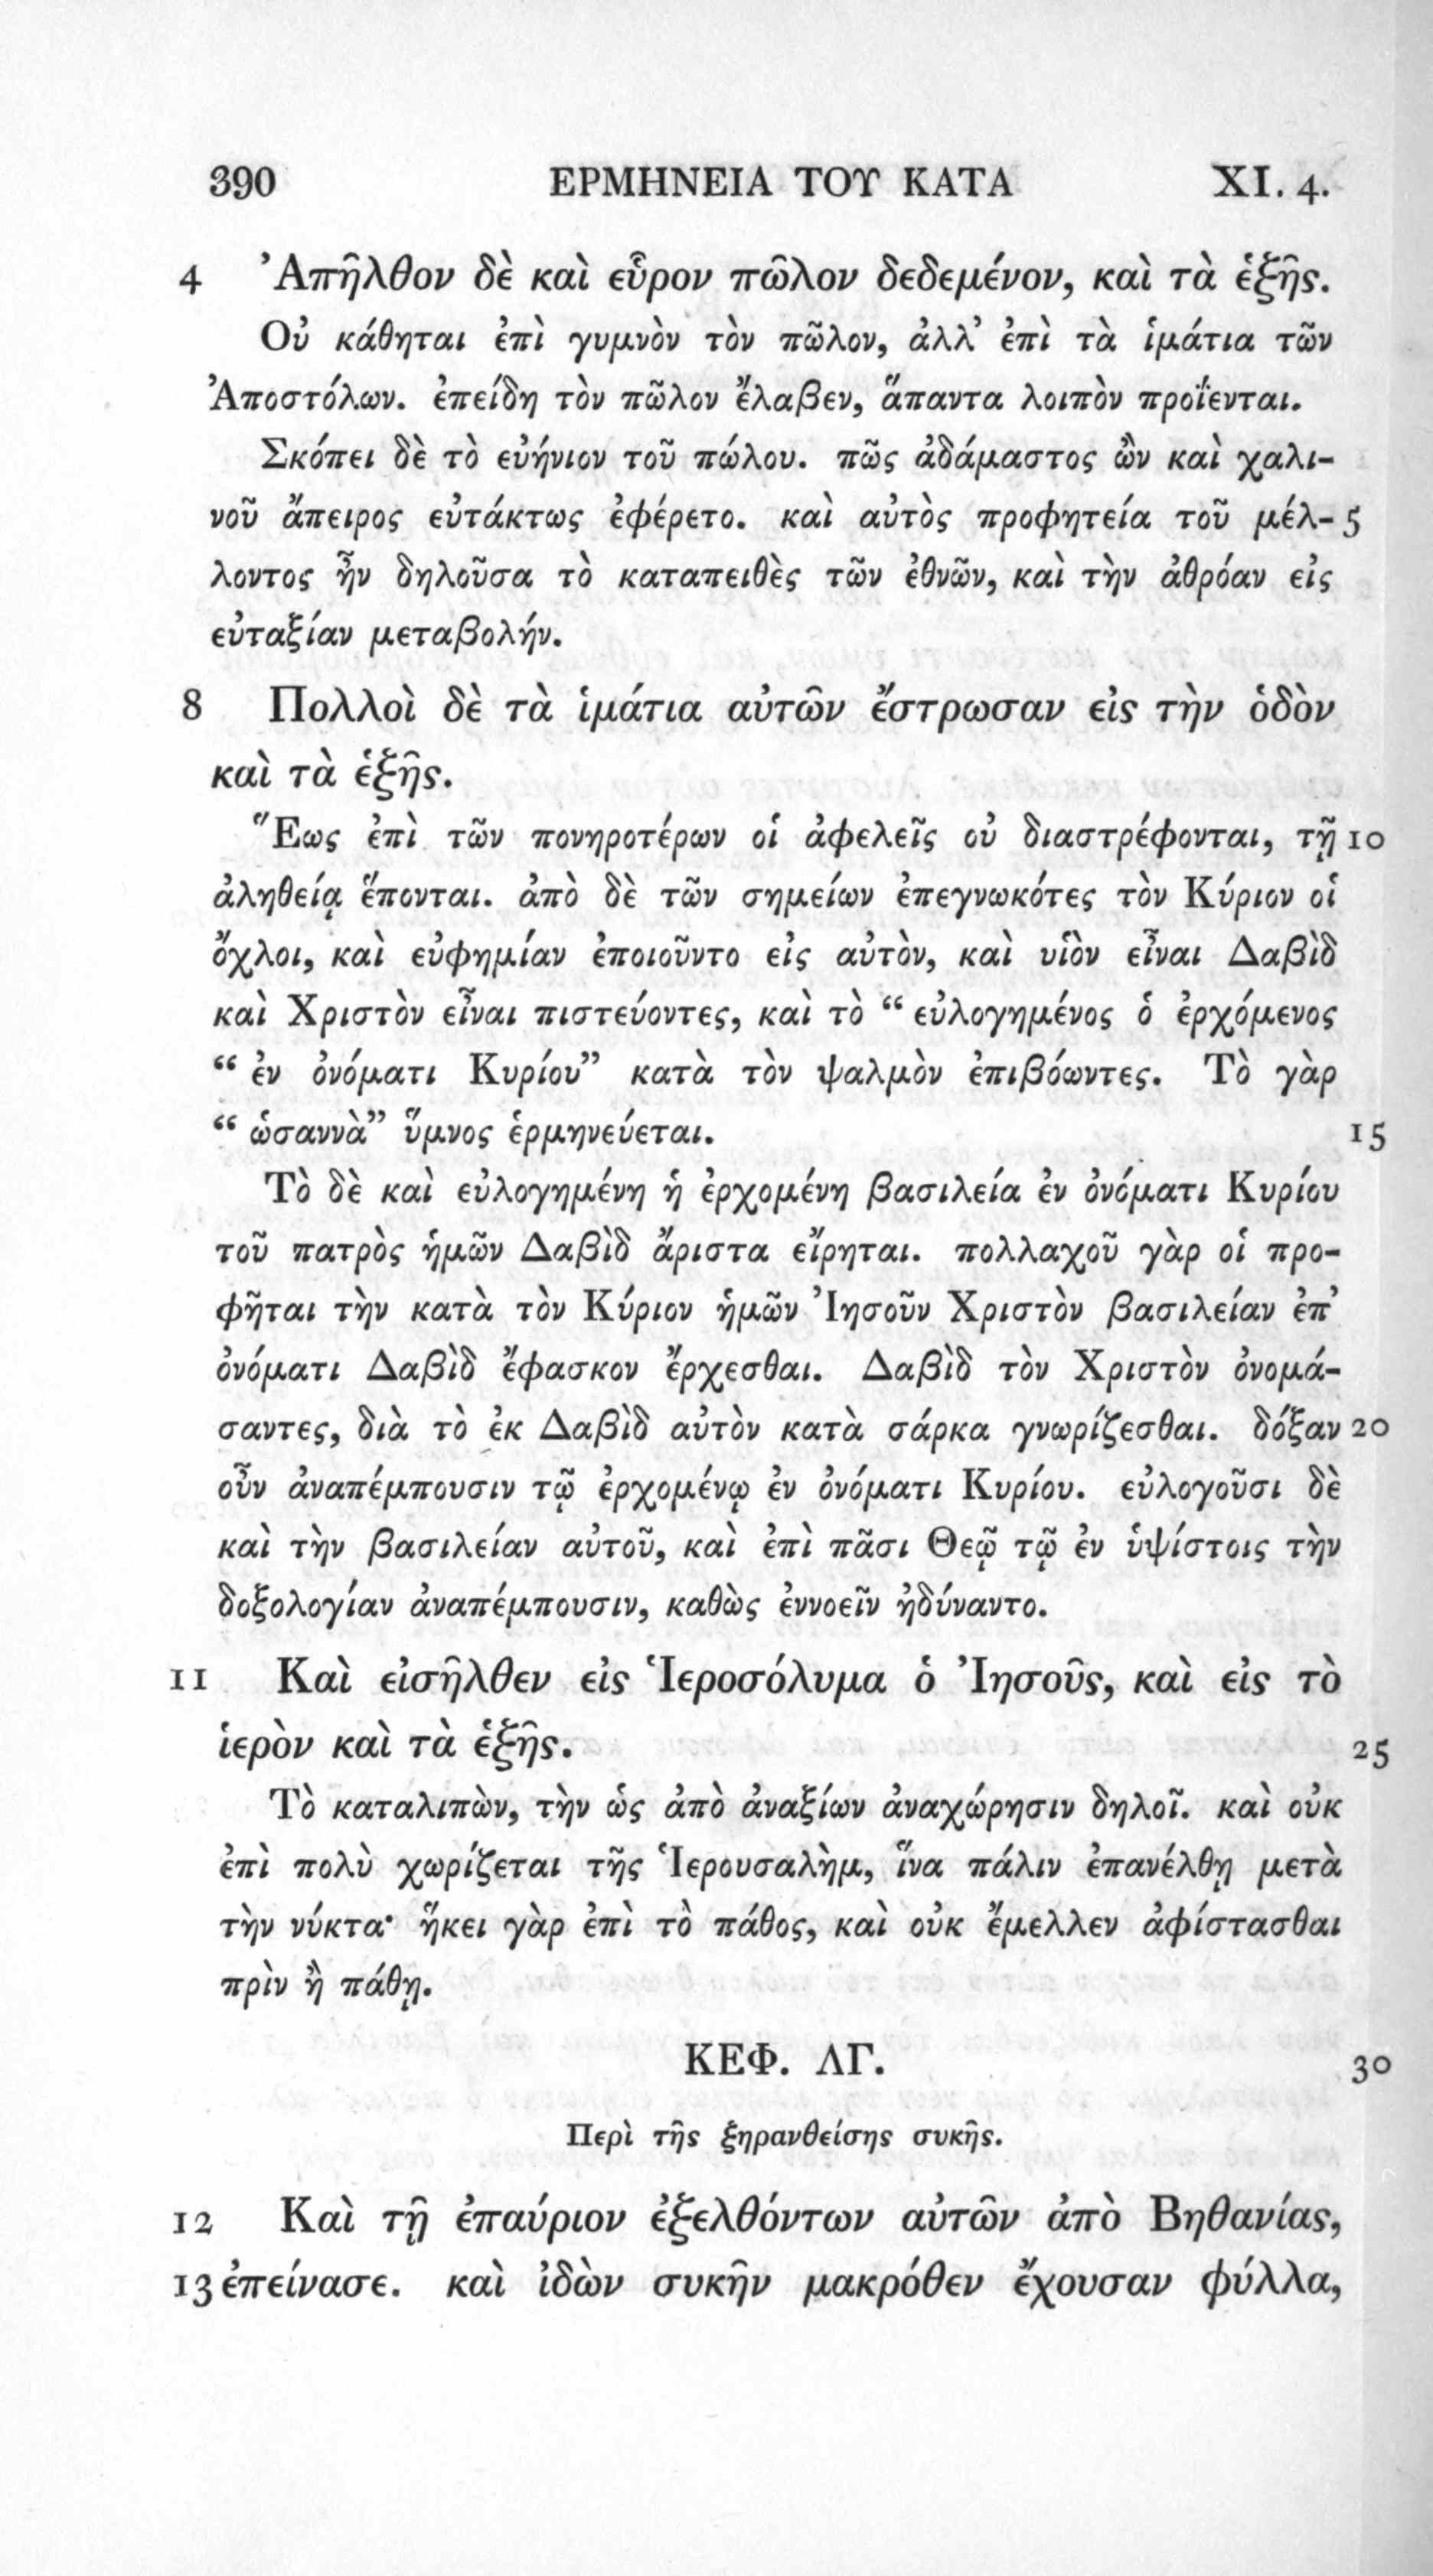 390 ΕΡΜΗΝΕΙΑ ΤΟΥ ΚΑΤΑ XI. 4.
4 Ἀπῆλθον δὲ καὶ εὗρον πῶλον δεδεμένον, καὶ τὰ ἑξῆς.
Οὐ κάθηται ἐπὶ γυμνὸν τὸν πῶλον, ἀλλ’ ἐπὶ τὰ ἱμάτια τῶν
Ἀποστόλων. ἐπείδη τὸν πῶλον ἔλαβεν, ἅπαντα λοιπὸν προΐενται.
Σκόπει δὲ τὸ εὐήνιον τοῦ πώλου. πῶς ἀδάμαστος ὢν καὶ χαλι-
νοῦ ἄπειρος εὐτάκτως ἐφέρετο. καὶ αὐτὸς προφητεία τοῦ μέλ- 5
λοντος ἦν δηλοῦσα τὸ καταπειθὲς τῶν ἐθνῶν, καὶ τὴν ἀθρόαν εἰς
εὐταξίαν μεταβολήν.
8 Πολλοὶ δὲ τὰ ἱμάτια αὐτῶν ἔστρωσαν εἰς τὴν ὁδὸν
καὶ τὰ ἑξῆς.
Ἕως ἐπὶ τῶν πονηροτέρων οἱ ἀφελεῖς οὐ διαστρέφονται, τῇ 10
ἀληθείᾳ ἕπονται. ἀπὸ δὲ τῶν σημείων ἐπεγνωκότες τὸν Κύριον οἱ
ὄχλοι, καὶ εὐφημίαν ἐποιοῦντο εἰς αὐτὸν, καὶ υἱὸν εἶναι Δαβὶδ
καὶ Χριστὸν εἶναι πιστεύοντες, καὶ τὸ “ εὐλογημένος ὁ ἐρχόμενος
“ ἐν ὀνόματι Κυρίου” κατὰ τὸν ψαλμὸν ἐπιβόωντες. Τὸ γὰρ
“ ὡσαννὰ” ὕμνος ἑρμηνεύεται. 15
Τὸ δὲ καὶ εὐλογημένη ἡ ἐρχομένη βασιλεία ἐν ὀνόματι Κυρίου
τοῦ πατρὸς ἡμῶν Δαβὶδ ἄριστα εἴρηται. πολλαχοῦ γὰρ οἱ προ-
φῆται τὴν κατὰ τὸν Κύριον ἡμῶν Ἰησοῦν Χριστὸν βασιλείαν ἐπ’
ὀνόματι Δαβὶδ ἔφασκον ἔρχεσθαι. Δαβὶδ τὸν Χριστὸν ὀνομά-
σαντες, διὰ τὸ ἐκ Δαβὶδ αὐτὸν κατὰ σάρκα γνωρίζεσθαι. δόξαν 20
οὖν ἀναπέμπουσιν τῷ ἐρχομένῳ ἐν ὀνόματι Κυρίου. εὐλογοῦσι δὲ
καὶ τὴν βασιλείαν αὐτοῦ, καὶ ἐπὶ πᾶσι Θεῷ τῷ ἐν ὑψίστοις τὴν
δοξολογίαν ἀναπέμπουσιν, καθὼς ἐννοεῖν ἠδύναντο.
11 Καὶ εἰσῆλθεν εἰς Ἱεροσόλυμα ὁ Ἰησοῦς, καὶ εἰς τὸ
ἱερὸν καὶ τὰ ἑξῆς. 25
Τὸ καταλιπὼν, τὴν ὡς ἀπὸ ἀναξίων ἀναχώρησιν δηλοῖ. καὶ οὐκ
ἐπὶ πολὺ χωρίζεται τῆς Ἱερουσαλὴμ, ἵνα πάλιν ἐπανέλθῃ μετὰ
τὴν νύκτα· ἥκει γὰρ ἐπὶ τὸ πάθος, καὶ οὐκ ἔμελλεν ἀφίστασθαι
πρὶν ἢ πάθῃ.
ΚΕΦ. ΛΓ. 30
Περὶ τῆς ξηρανθείσης συκῆς.
12 Καὶ τῇ ἐπαύριον ἐξελθόντων αὐτῶν ἀπὸ Βηθανίας,
13 ἐπείνασε. καὶ ἰδὼν συκῆν μακρόθεν ἔχουσαν φύλλα,